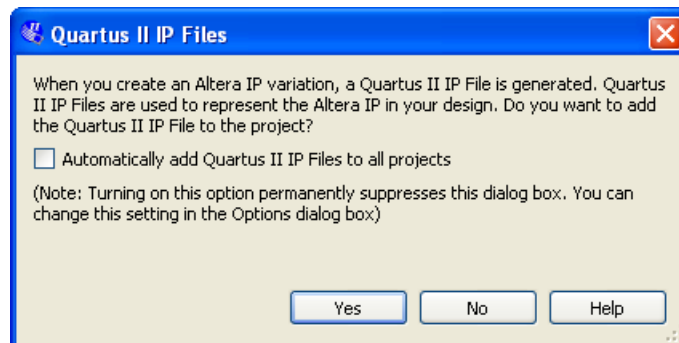 Quartus II IP Files
When you create an Altera IP variation, a Quartus II IP File is generated. Quartus
II IP Files are used to represent the Altera IP in your design. Do you want to add
the Quartus II IP File to the project?
Automatically add Quartus II IP Files to all projects
(Note: Turning on this option permanently suppresses this dialog box. You can
change this setting in the Options dialog box)
Yes No Help